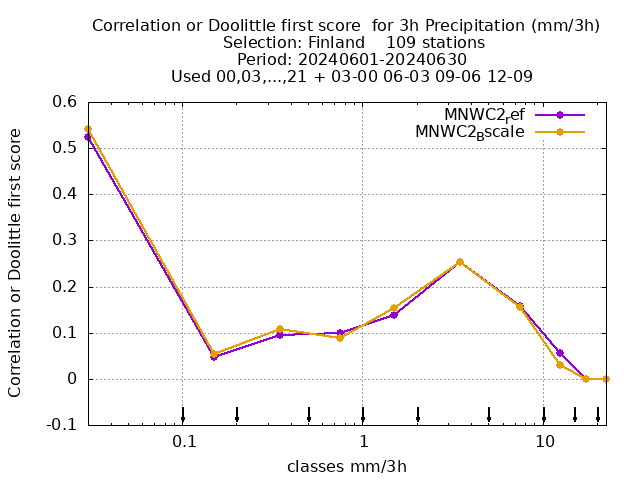 Correlation or Doolittle first score  for 3h Precipitation (mm/3h)
Selection: Finland    109 stations
Period: 20240601-20240630
Used 00,03,...,21 + 03-00 06-03 09-06 12-09
MNWC2ref
MNWC2Bscale
0.6
0.5
0.4
0.3
0.2
0.1
0
-0.1
0.1
1
10
Correlation or Doolittle first score
classes mm/3h